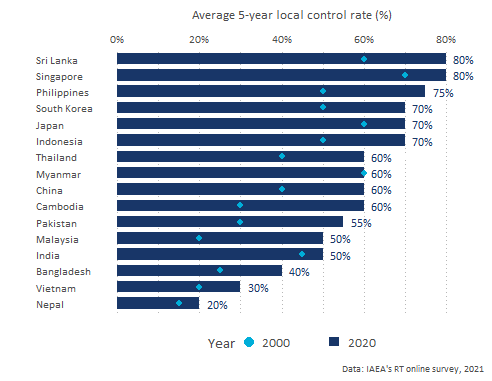 Average 5-year local control rate (%)
0% 20% 40% 60% 80%
Sri Lanka 80%
Singapore 80%
Philippines 75%
South Korea 70%
Japan 70%
Indonesia 70%
Thailand 60%
Myanmar 60%
China 60%
Cambodia 60%
Pakistan 55%
Malaysia 50%
India 50%
Bangladesh 40%
Vietnam 30%
Nepal 20%
Year 2000 2020
Data: IAEA's RT online survey, 2021